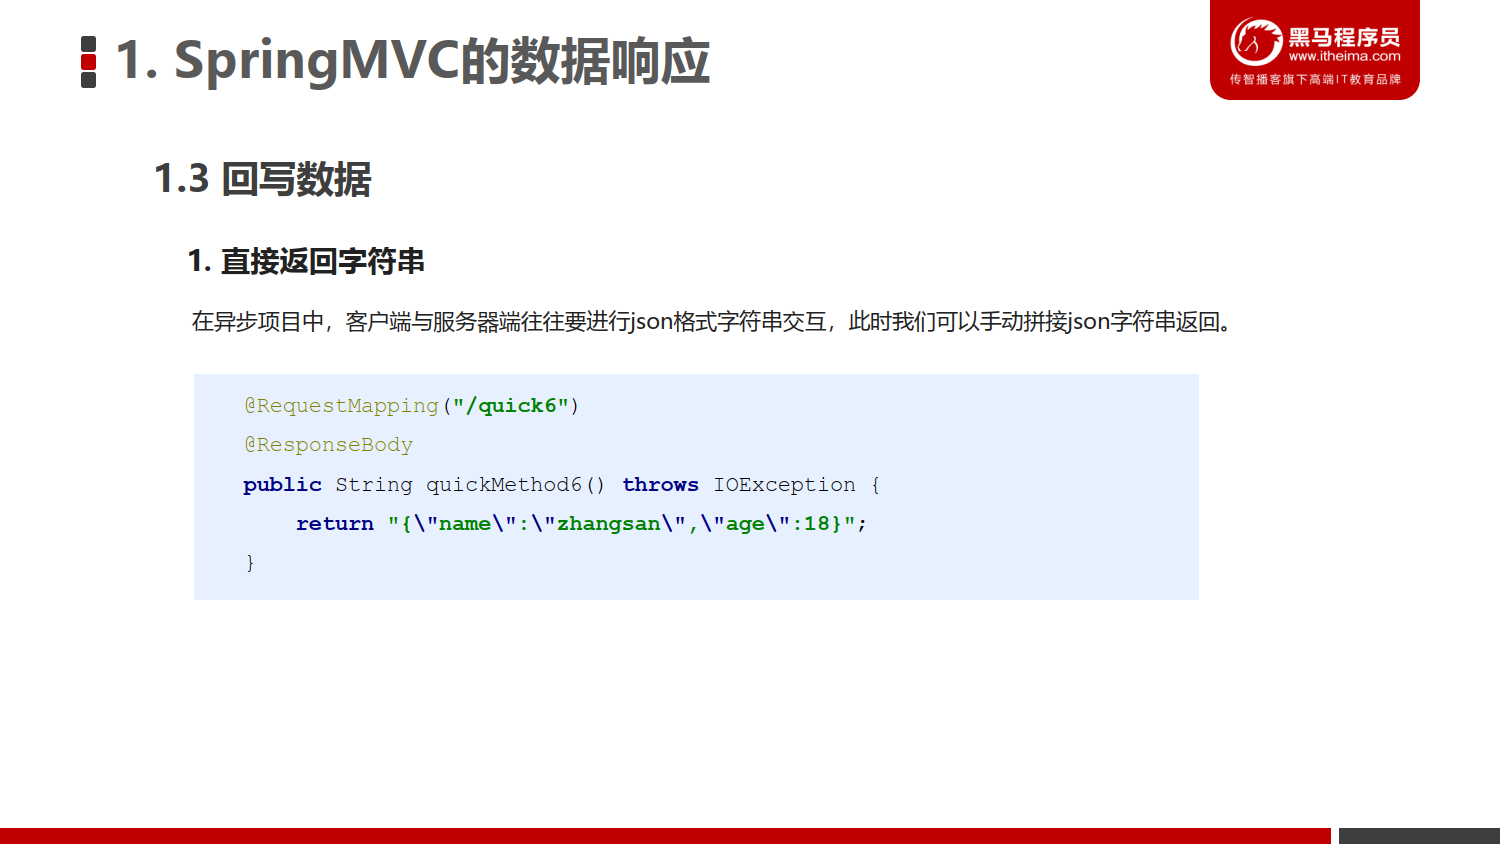 1. SpringMVC的数据响应
黑马程序员
www.itheima.com
传智播客旗下高端IT教育品牌
1.3 回写数据
1. 直接返回字符串
在异步项目中，客户端与服务器端往往要进行json格式字符串交互，此时我们可以手动拼接json字符串返回。
@RequestMapping("/quick6")
@ResponseBody
public String quickMethod6() throws IOException {
    return "{\"name\":\"zhangsan\",\"age\":18}";
}